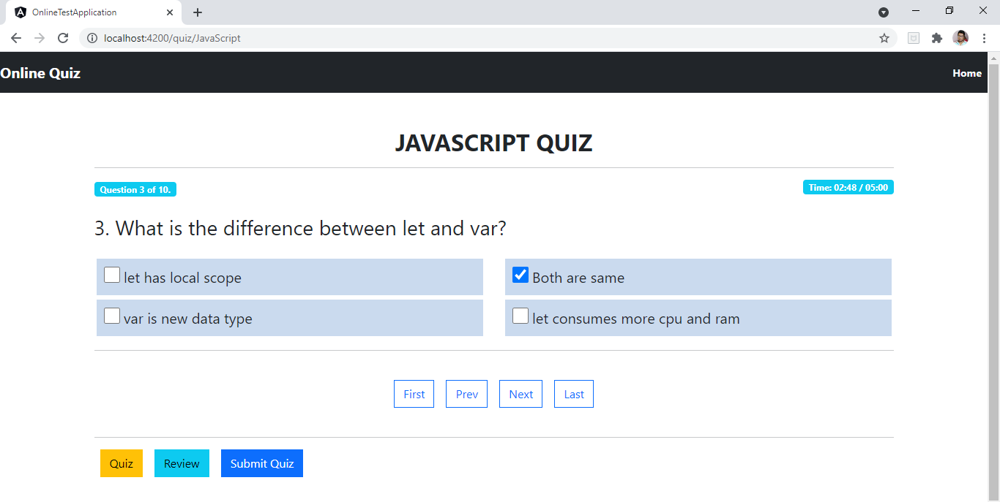 OnlineTestApplication
localhost:4200/quiz/JavaScript
Online Quiz
Home
JAVASCRIPT QUIZ
Question 3 of 10.
Time: 02:48 / 05:00
3. What is the difference between let and var?
let has local scope
Both are same
var is new data type
let consumes more cpu and ram
First
Prev
Next
Last
Quiz
Review
Submit Quiz